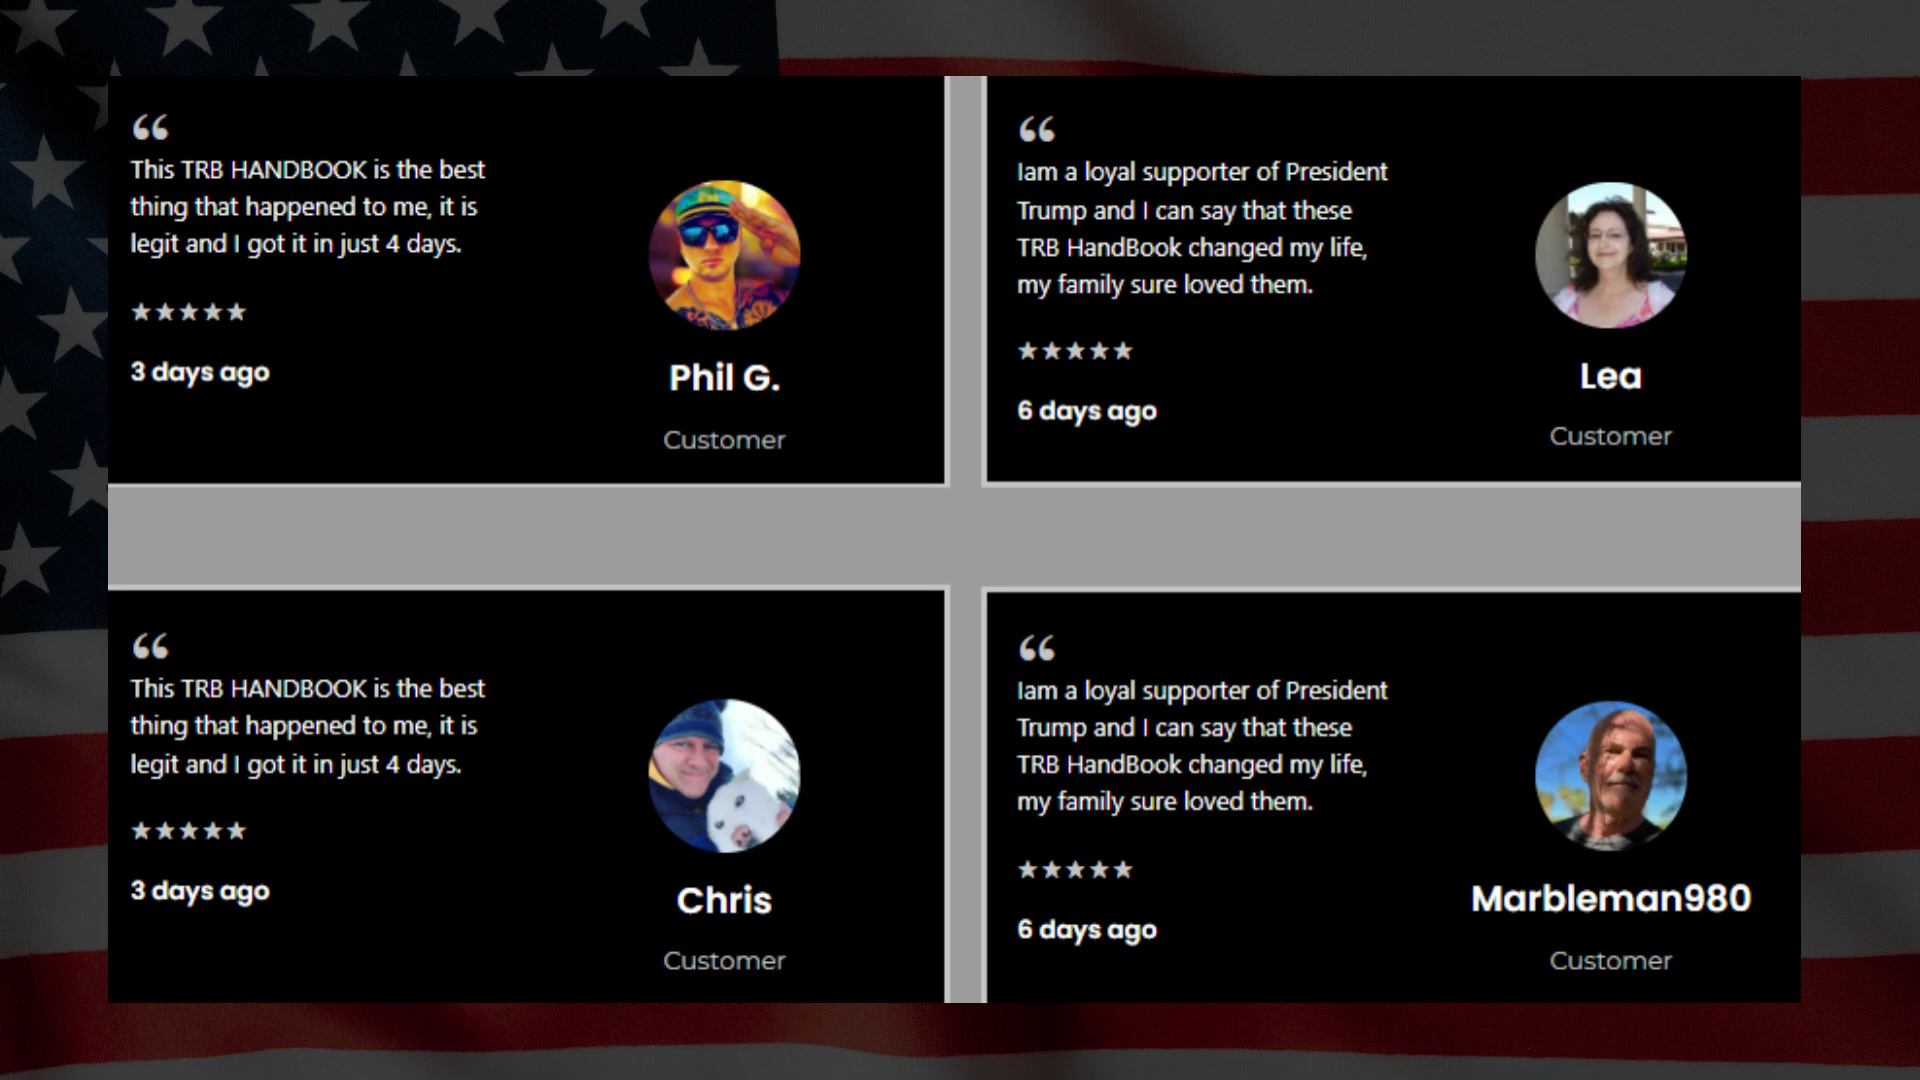 “
This TRB HANDBOOK is the best
thing that happened to me, it is
legit and I got it in just 4 days.
★★★★★
3 days ago
Phil G.
Customer
“
Iam a loyal supporter of President
Trump and I can say that these
TRB HandBook changed my life,
my family sure loved them.
★★★★★
6 days ago
Lea
Customer
“
This TRB HANDBOOK is the best
thing that happened to me, it is
legit and I got it in just 4 days.
★★★★★
3 days ago
Chris
Customer
“
Iam a loyal supporter of President
Trump and I can say that these
TRB HandBook changed my life,
my family sure loved them.
★★★★★
6 days ago
Marbleman980
Customer